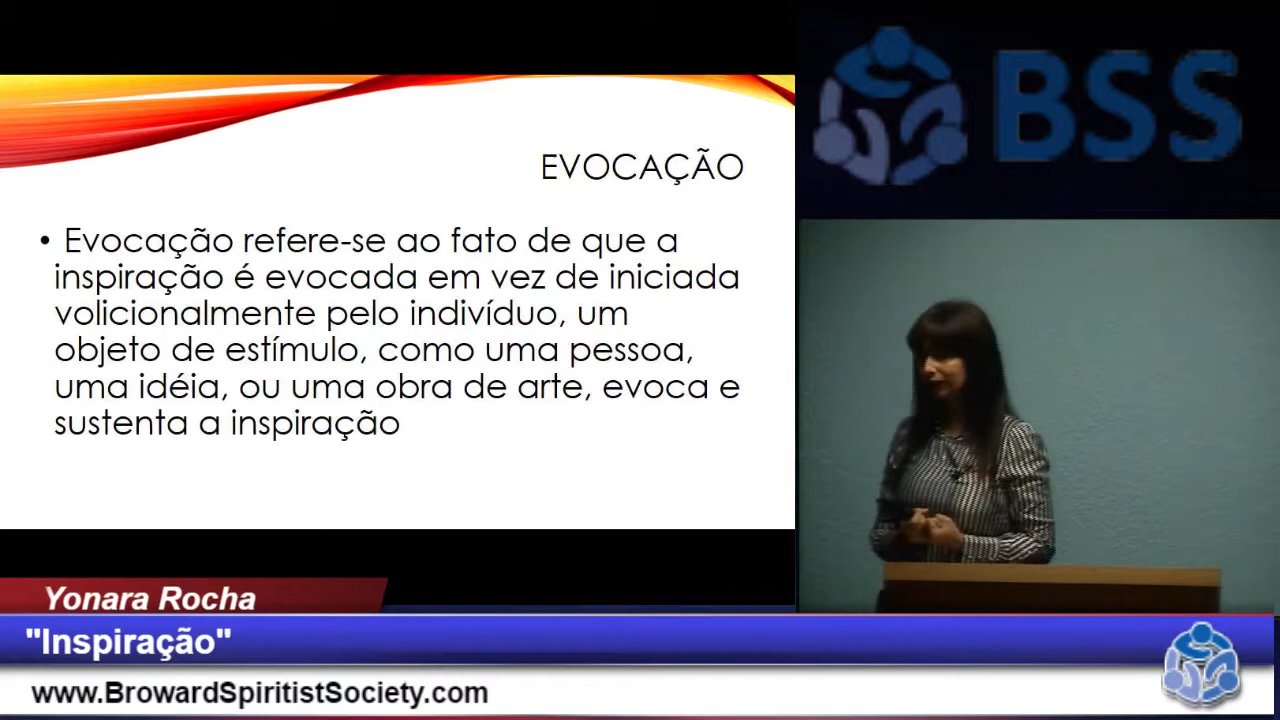 BSS
EVOCAÇÃO
• Evocação refere-se ao fato de que a
inspiração é evocada em vez de iniciada
volicionalmente pelo indivíduo, um
objeto de estímulo, como uma pessoa,
uma idéia, ou uma obra de arte, evoca e
sustenta a inspiração
Yonara Rocha
"Inspiração"
www.BrowardSpiritistSociety.com